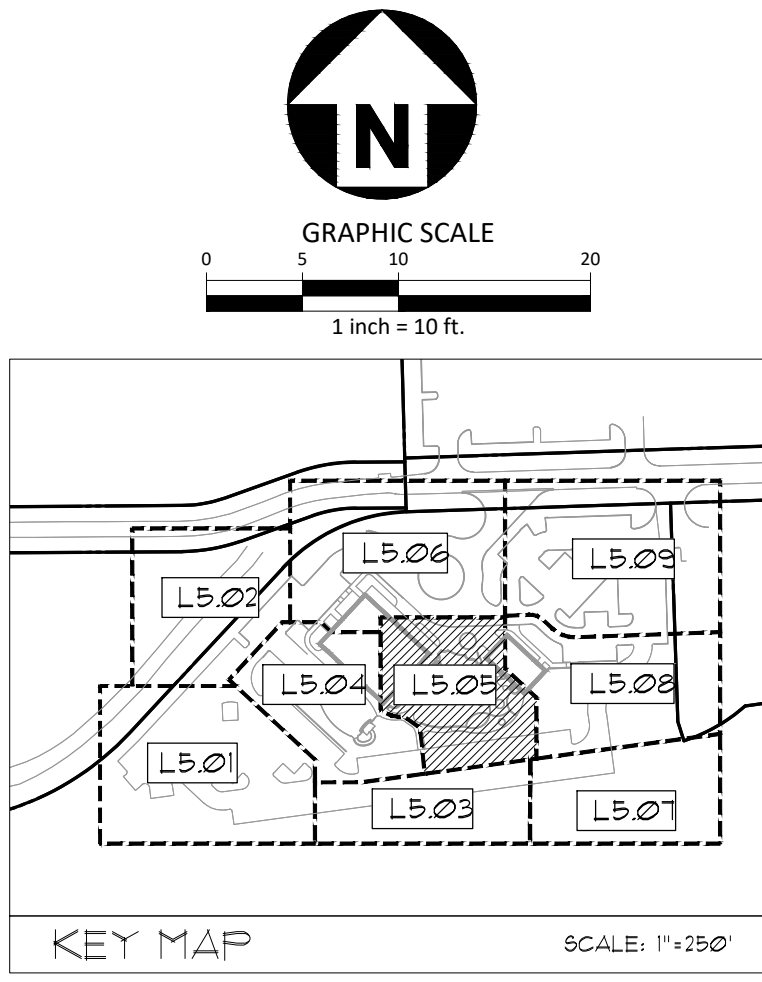 N
GRAPHIC SCALE
0 5 10 20
1 inch = 10 ft.
L5.06
L5.09
L5.02
L5.04
L5.05
L5.08
L5.01
L5.03
L5.07
KEY MAP
SCALE: 1"=250'